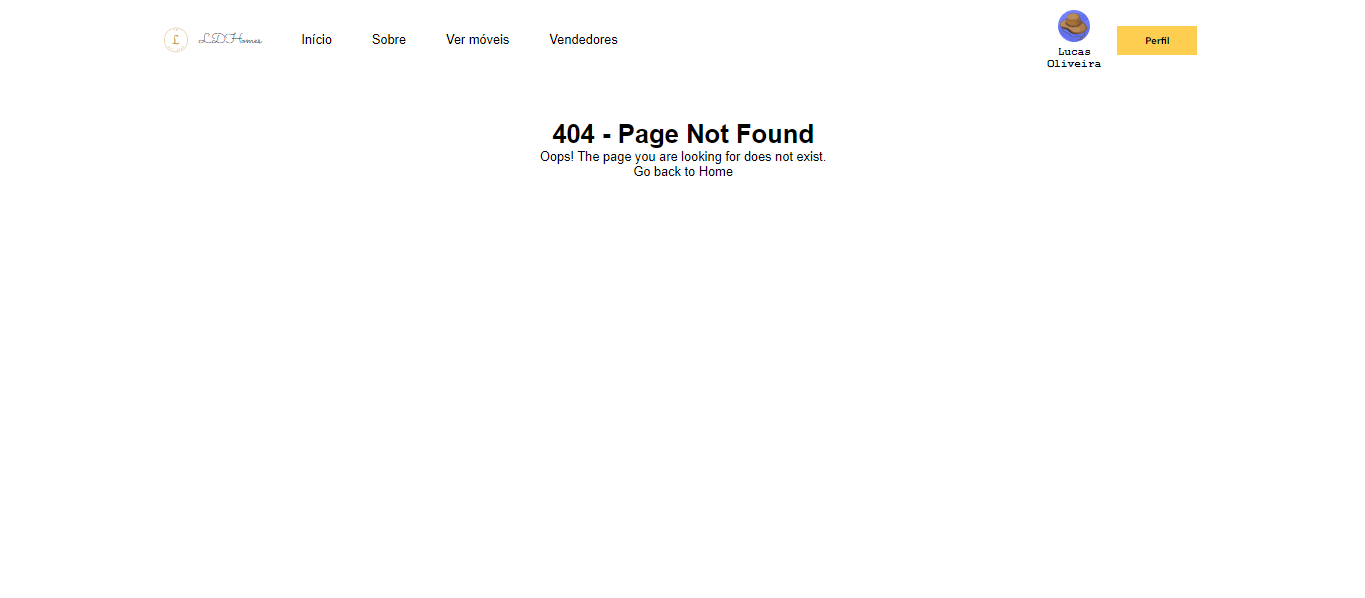 L
LDHomes
Início
Sobre
Ver móveis
Vendedores
Lucas
Oliveira
Perfil
404 - Page Not Found
Oops! The page you are looking for does not exist.
Go back to Home